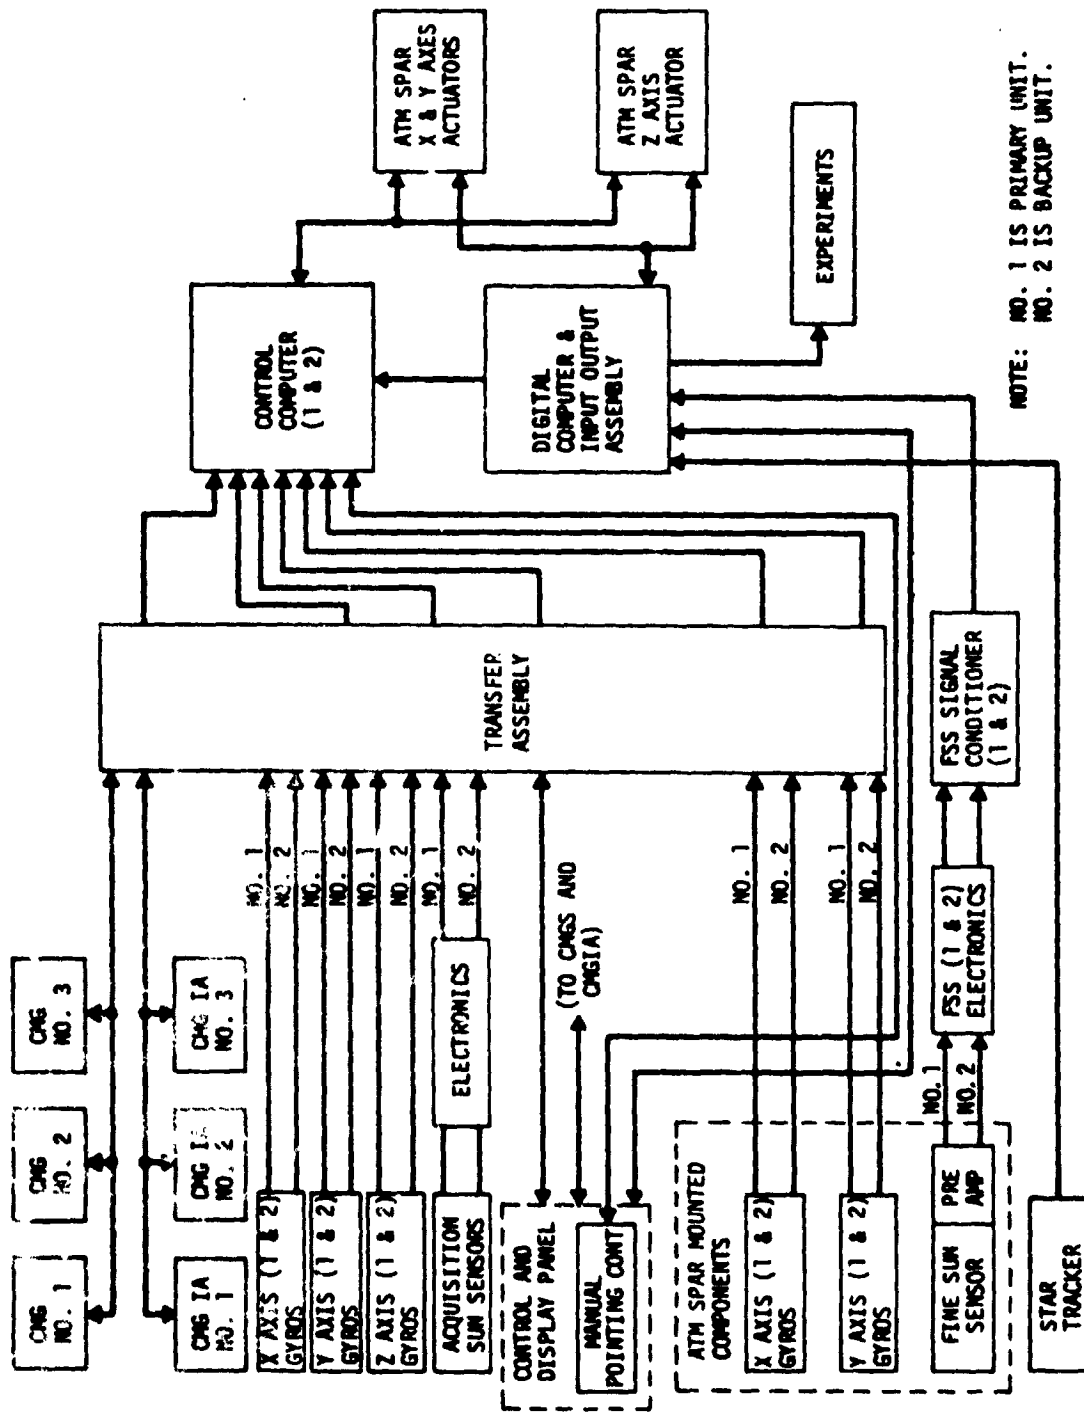 CMG
NO. 1
CMG
NO. 2
CMG
NO. 3
CMG IA
NO. 1
CMG IA
NO. 2
CMG IA
NO. 3
X AXIS (1 & 2)
GYROS
NO. 1
NO. 2
Y AXIS (1 & 2)
GYROS
NO. 1
NO. 2
Z AXIS (1 & 2)
GYROS
NO. 1
NO. 2
ACQUISITION
SUN SENSORS
ELECTRONICS
NO. 1
NO. 2
CONTROL AND
DISPLAY PANEL
MANUAL
POINTING CONT
(TO CMGS AND
CMGIA)
ATM SPAR MOUNTED
COMPONENTS
X AXIS (1 & 2)
GYROS
NO. 1
NO. 2
Y AXIS (1 & 2)
GYROS
NO. 1
NO. 2
FINE SUN
SENSOR
PRE
AMP
NO. 1
NO. 2
FSS (1 & 2)
ELECTRONICS
FSS SIGNAL
CONDITIONER
(1 & 2)
STAR
TRACKER
TRANSFER
ASSEMBLY
CONTROL
COMPUTER
(1 & 2)
DIGITAL
COMPUTER &
INPUT OUTPUT
ASSEMBLY
ATM SPAR
X & Y AXES
ACTUATORS
ATM SPAR
Z AXIS
ACTUATOR
EXPERIMENTS
NOTE: NO. 1 IS PRIMARY UNIT.
NO. 2 IS BACKUP UNIT.